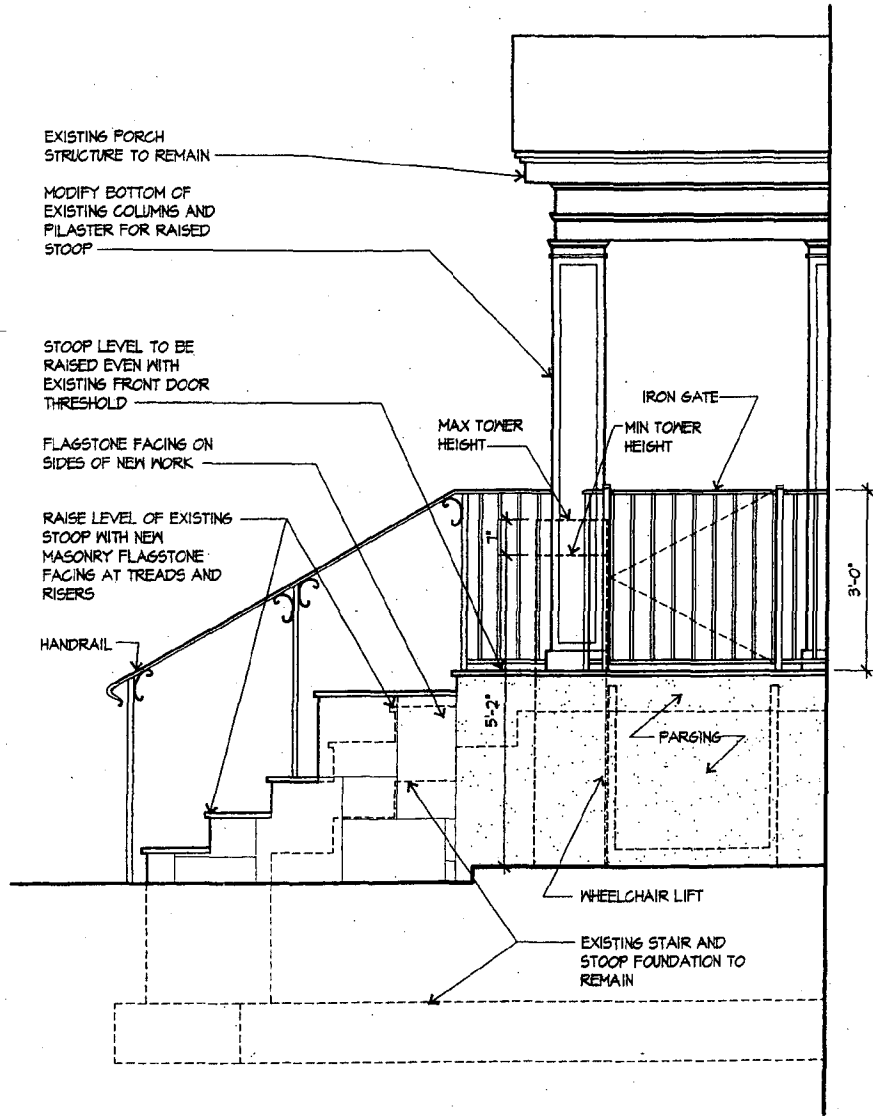 EXISTING PORCH
STRUCTURE TO REMAIN
MODIFY BOTTOM OF
EXISTING COLUMNS AND
PILASTER FOR RAISED
STOOP
STOOP LEVEL TO BE
RAISED EVEN WITH
EXISTING FRONT DOOR
THRESHOLD
FLAGSTONE FACING ON
SIDES OF NEW WORK
RAISE LEVEL OF EXISTING
STOOP WITH NEW
MASONRY FLAGSTONE
FACING AT TREADS AND
RISERS
HANDRAIL
IRON GATE
MAX TOWER
HEIGHT
MIN TOWER
HEIGHT
7"
3'-0"
5'-2"
PARGING
WHEELCHAIR LIFT
EXISTING STAIR AND
STOOP FOUNDATION TO
REMAIN